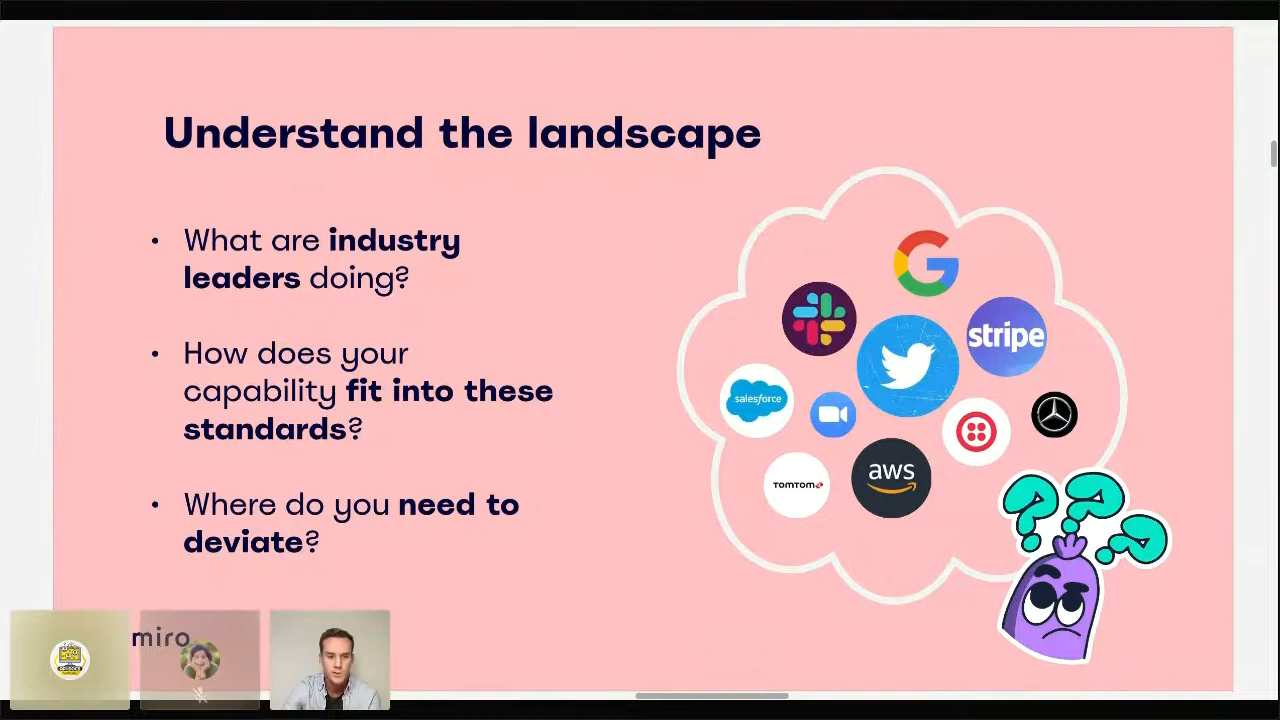 Understand the landscape
• What are industry
leaders doing?
• How does your
capability fit into these
standards?
• Where do you need to
deviate?
stripe
salesforce
TOMTOM
aws
???
miro